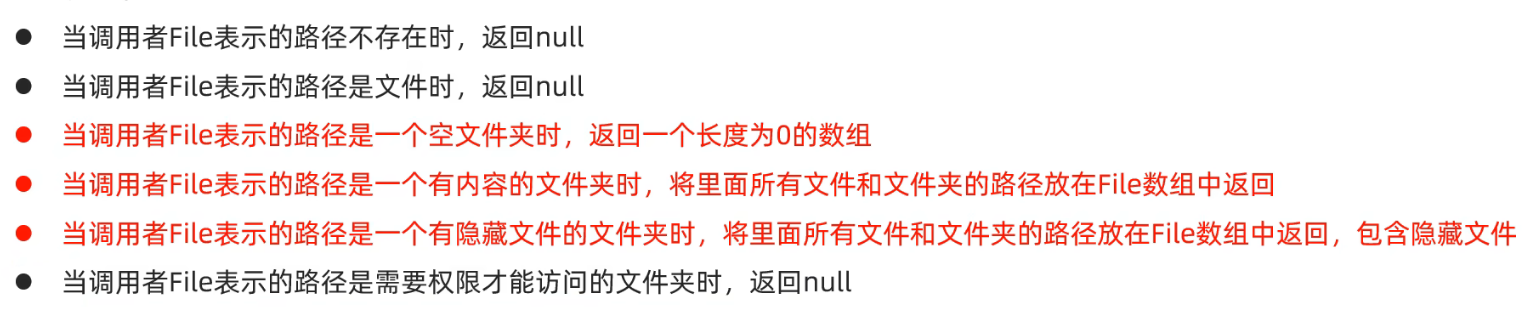 ● 当调用者File表示的路径不存在时，返回null
● 当调用者File表示的路径是文件时，返回null
● 当调用者File表示的路径是一个空文件夹时，返回一个长度为0的数组
● 当调用者File表示的路径是一个有内容的文件夹时，将里面所有文件和文件夹的路径放在File数组中返回
● 当调用者File表示的路径是一个有隐藏文件的文件夹时，将里面所有文件和文件夹的路径放在File数组中返回，包含隐藏文件
● 当调用者File表示的路径是需要权限才能访问的文件夹时，返回null